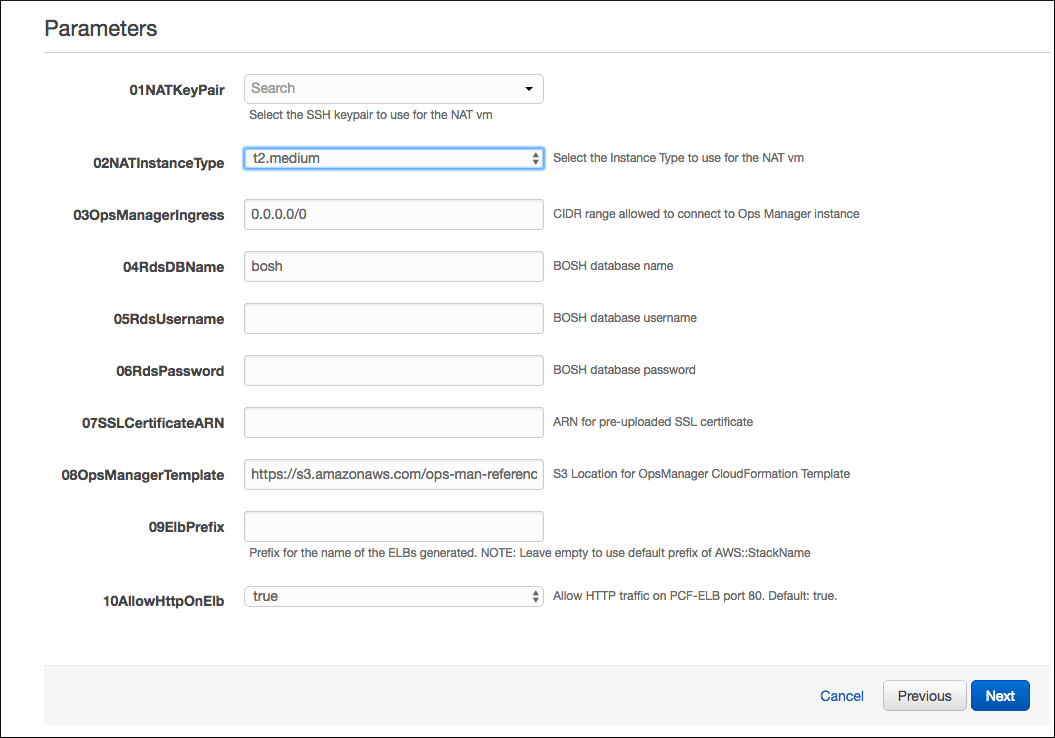 Parameters
01NATKeyPair Search
Select the SSH keypair to use for the NAT vm
02NATInstanceType t2.medium Select the Instance Type to use for the NAT vm
03OpsManagerIngress 0.0.0.0/0 CIDR range allowed to connect to Ops Manager instance
04RdsDBName bosh BOSH database name
05RdsUsername BOSH database username
06RdsPassword BOSH database password
07SSLCertificateARN ARN for pre-uploaded SSL certificate
08OpsManagerTemplate https://s3.amazonaws.com/ops-man-referenc S3 Location for OpsManager CloudFormation Template
09ElbPrefix
Prefix for the name of the ELBs generated. NOTE: Leave empty to use default prefix of AWS::StackName
10AllowHttpOnElb true Allow HTTP traffic on PCF-ELB port 80. Default: true.
Cancel Previous Next